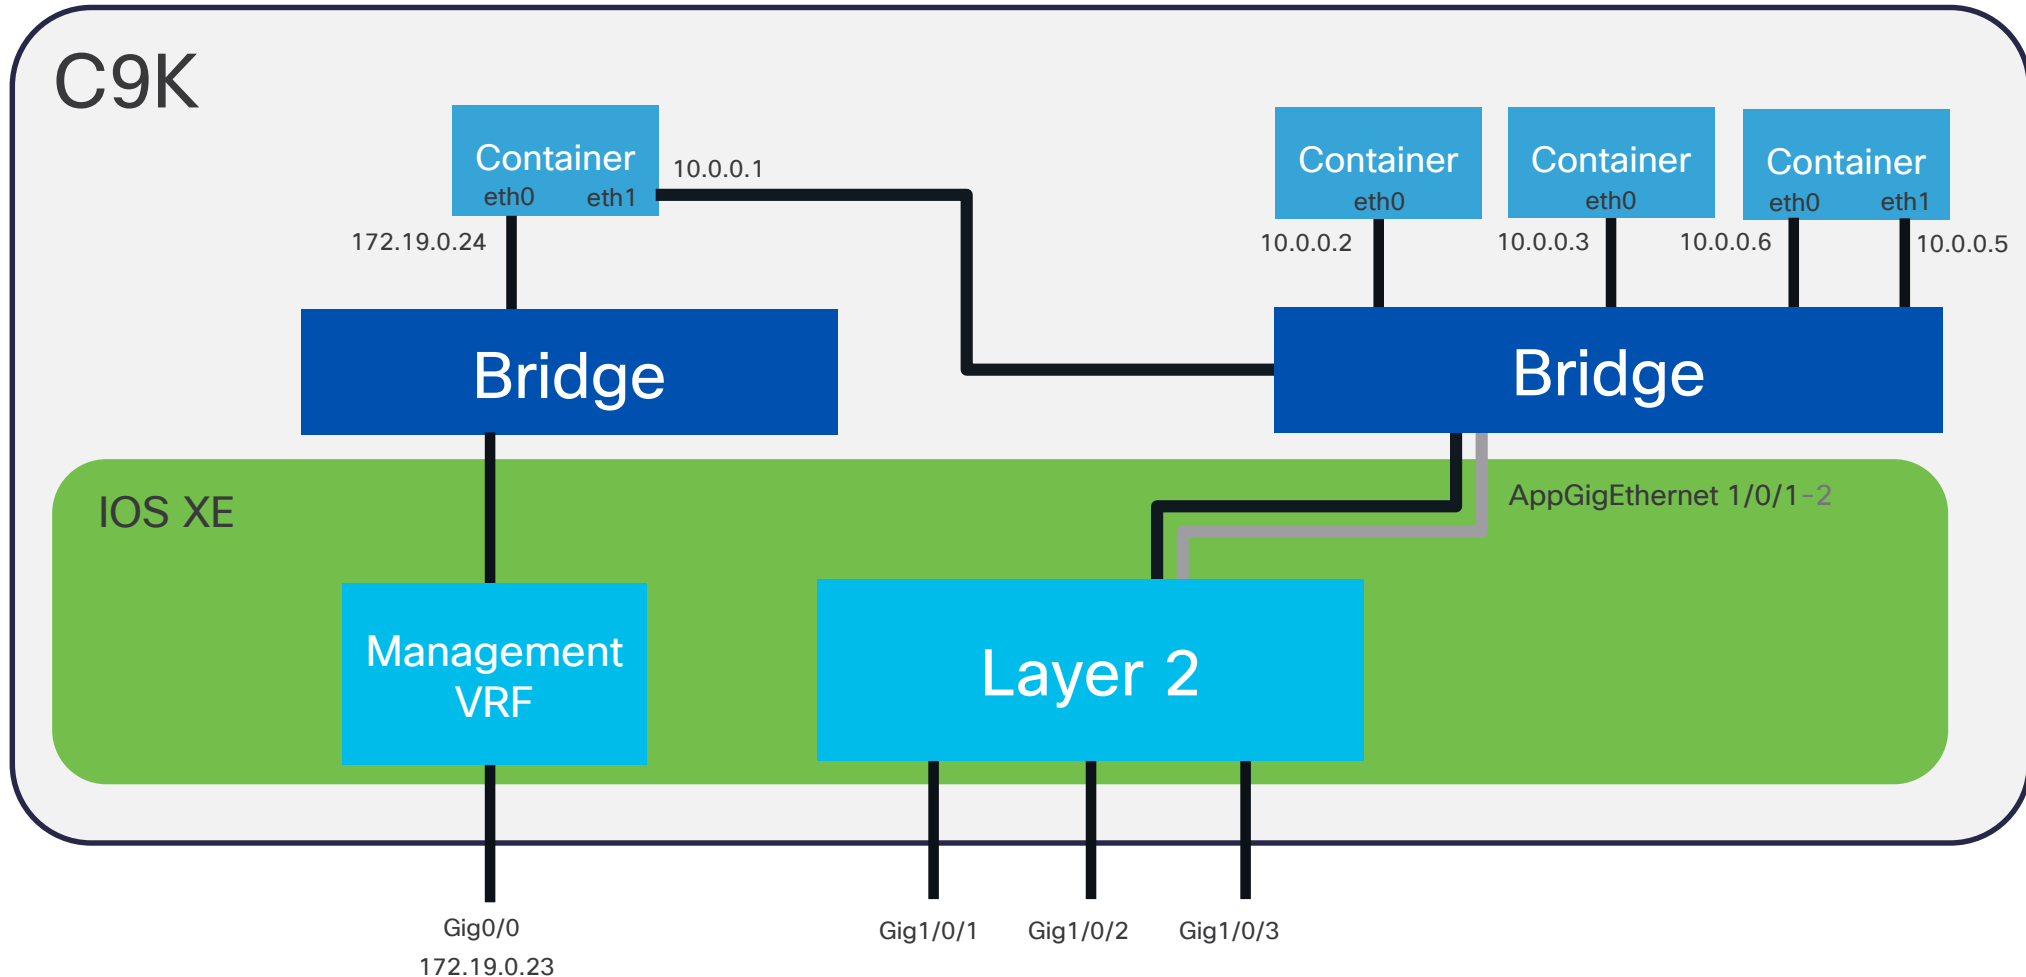 C9K
Container
eth0 eth1
10.0.0.1
172.19.0.24
Container
eth0
10.0.0.2
Container
eth0
10.0.0.3
Container
eth0 eth1
10.0.0.6
10.0.0.5
Bridge
Bridge
IOS XE
AppGigEthernet 1/0/1-2
Management
VRF
Layer 2
Gig0/0
172.19.0.23
Gig1/0/1
Gig1/0/2
Gig1/0/3